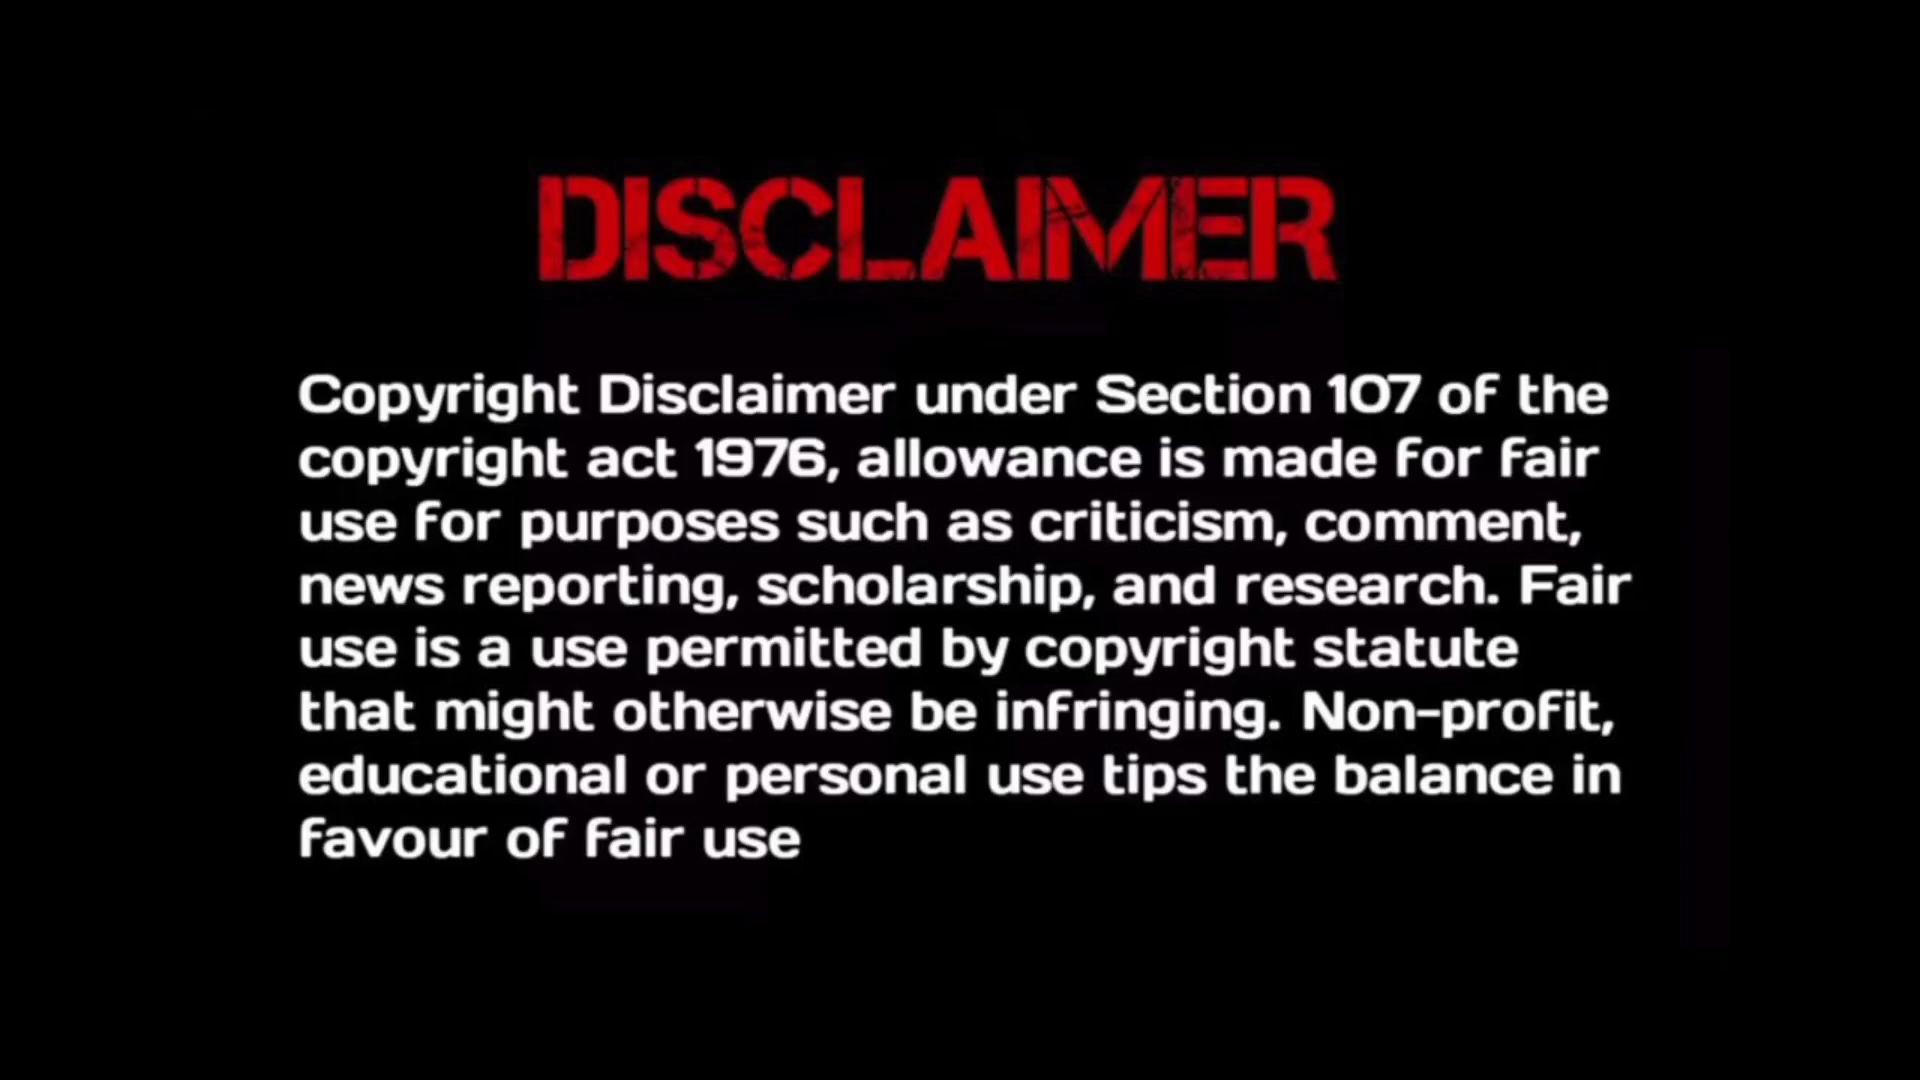 DISCLAIMER
Copyright Disclaimer under Section 107 of the
copyright act 1976, allowance is made for fair
use for purposes such as criticism, comment,
news reporting, scholarship, and research. Fair
use is a use permitted by copyright statute
that might otherwise be infringing. Non-profit,
educational or personal use tips the balance in
favour of fair use